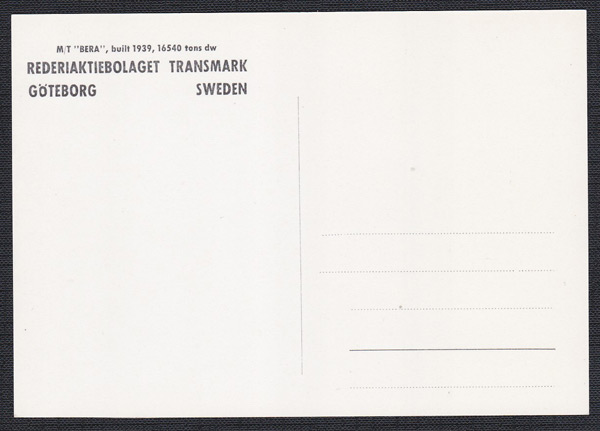 M/T "BERA", built 1939, 16540 tons dw
REDERIAKTIEBOLAGET TRANSMARK
GÖTEBORG SWEDEN